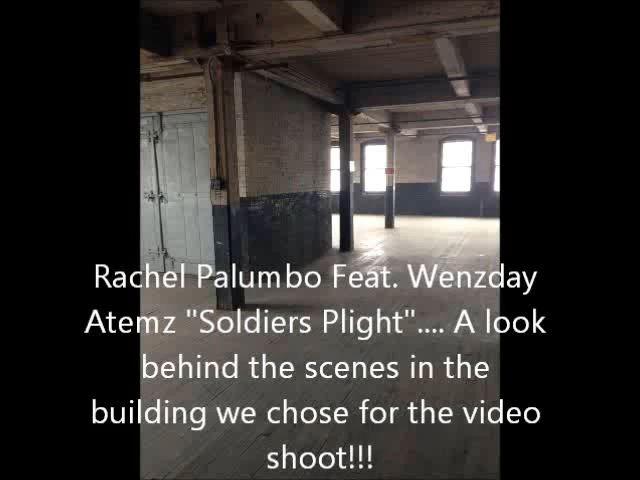 Rachel Palumbo Feat. Wenzday
Atemz "Soldiers Plight".... A look
behind the scenes in the
building we chose for the video
shoot!!!